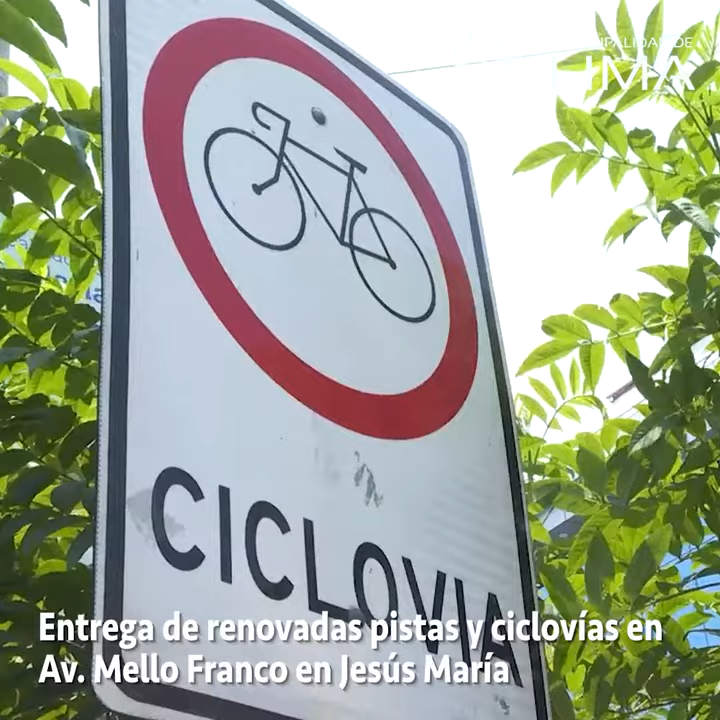 CICLOVIA
Entrega de renovadas pistas y ciclovías en
Av. Mello Franco en Jesús María